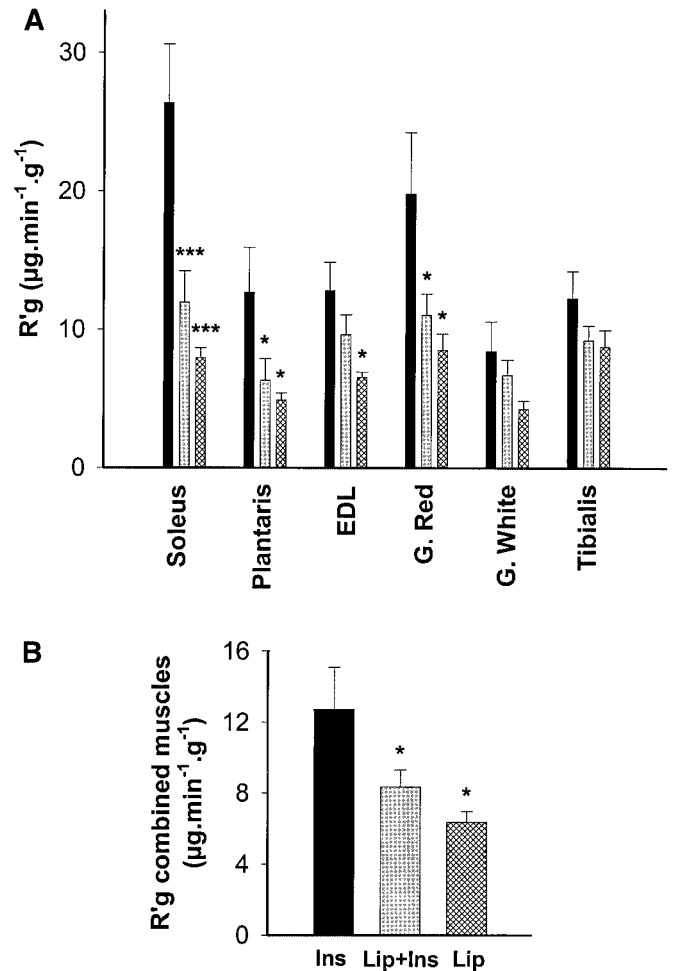 A
R'g (µg.min-1.g-1)
30
20
10
0
***
***
*
*
*
*
*
Soleus
Plantaris
EDL
G. Red
G. White
Tibialis
B
R'g combined muscles
(µg.min-1.g-1)
16
12
8
4
0
*
*
Ins
Lip+Ins
Lip